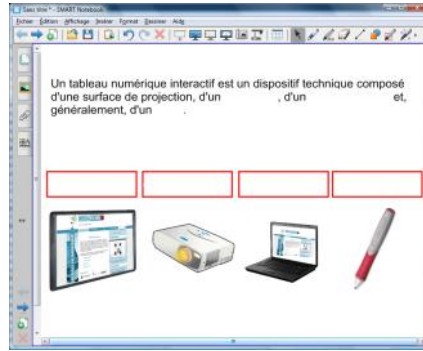 Sans titre * - SMART Notebook
Fichier Edition Affichage Insérer Format Dessiner Aide
Un tableau numérique interactif est un dispositif technique composé
d'une surface de projection, d'un , d'un et,
généralement, d'un .